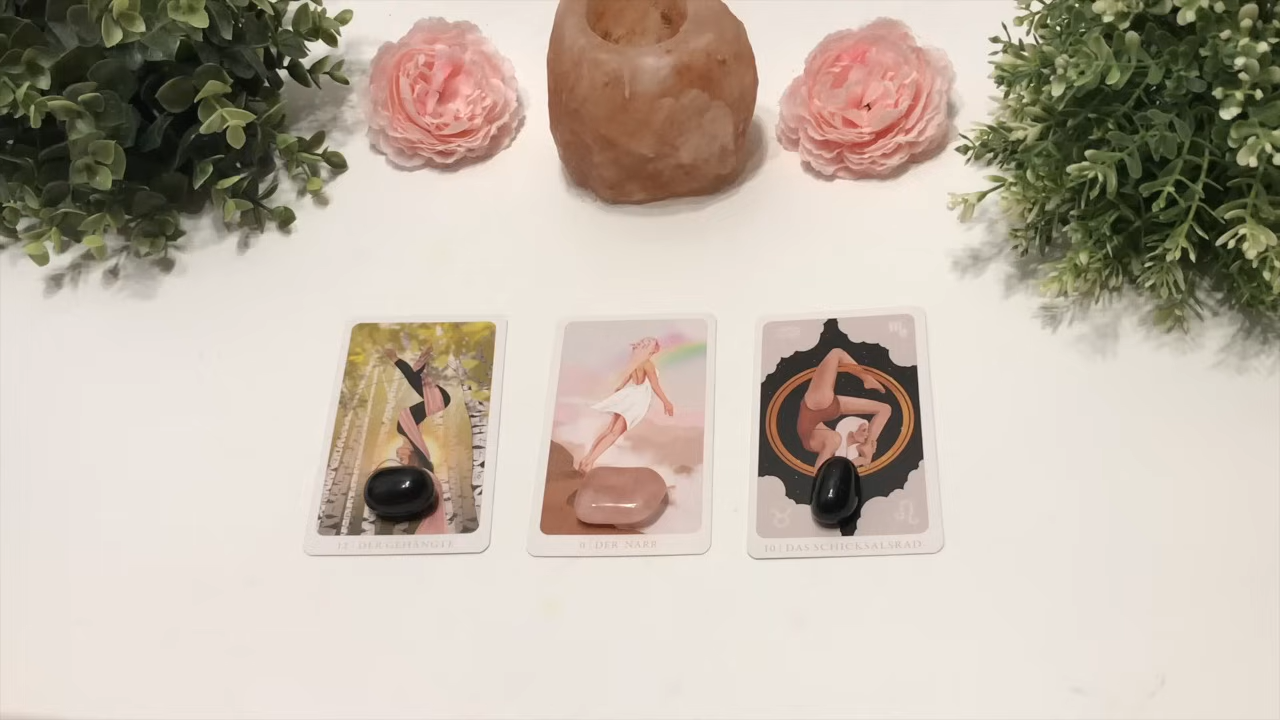 12 | DER GEHÄNGTE
0 | DER NARR
10 | DAS SCHICKSALSRAD